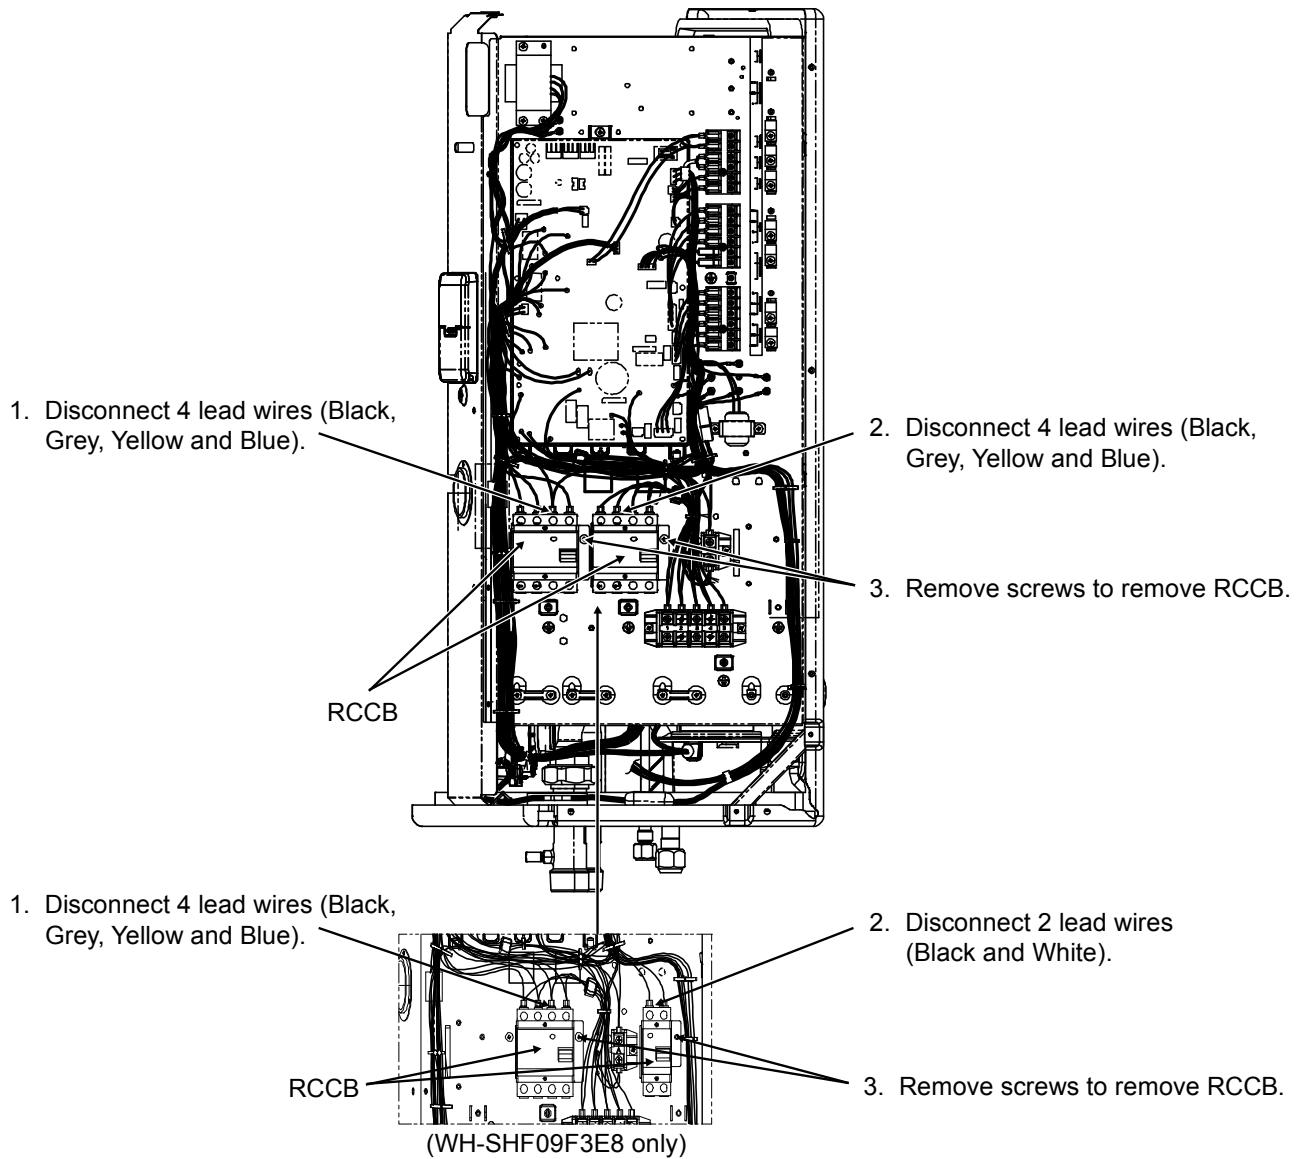 1. Disconnect 4 lead wires (Black,
Grey, Yellow and Blue).
2. Disconnect 4 lead wires (Black,
Grey, Yellow and Blue).
3. Remove screws to remove RCCB.
RCCB
1. Disconnect 4 lead wires (Black,
Grey, Yellow and Blue).
2. Disconnect 2 lead wires
(Black and White).
RCCB
3. Remove screws to remove RCCB.
(WH-SHF09F3E8 only)